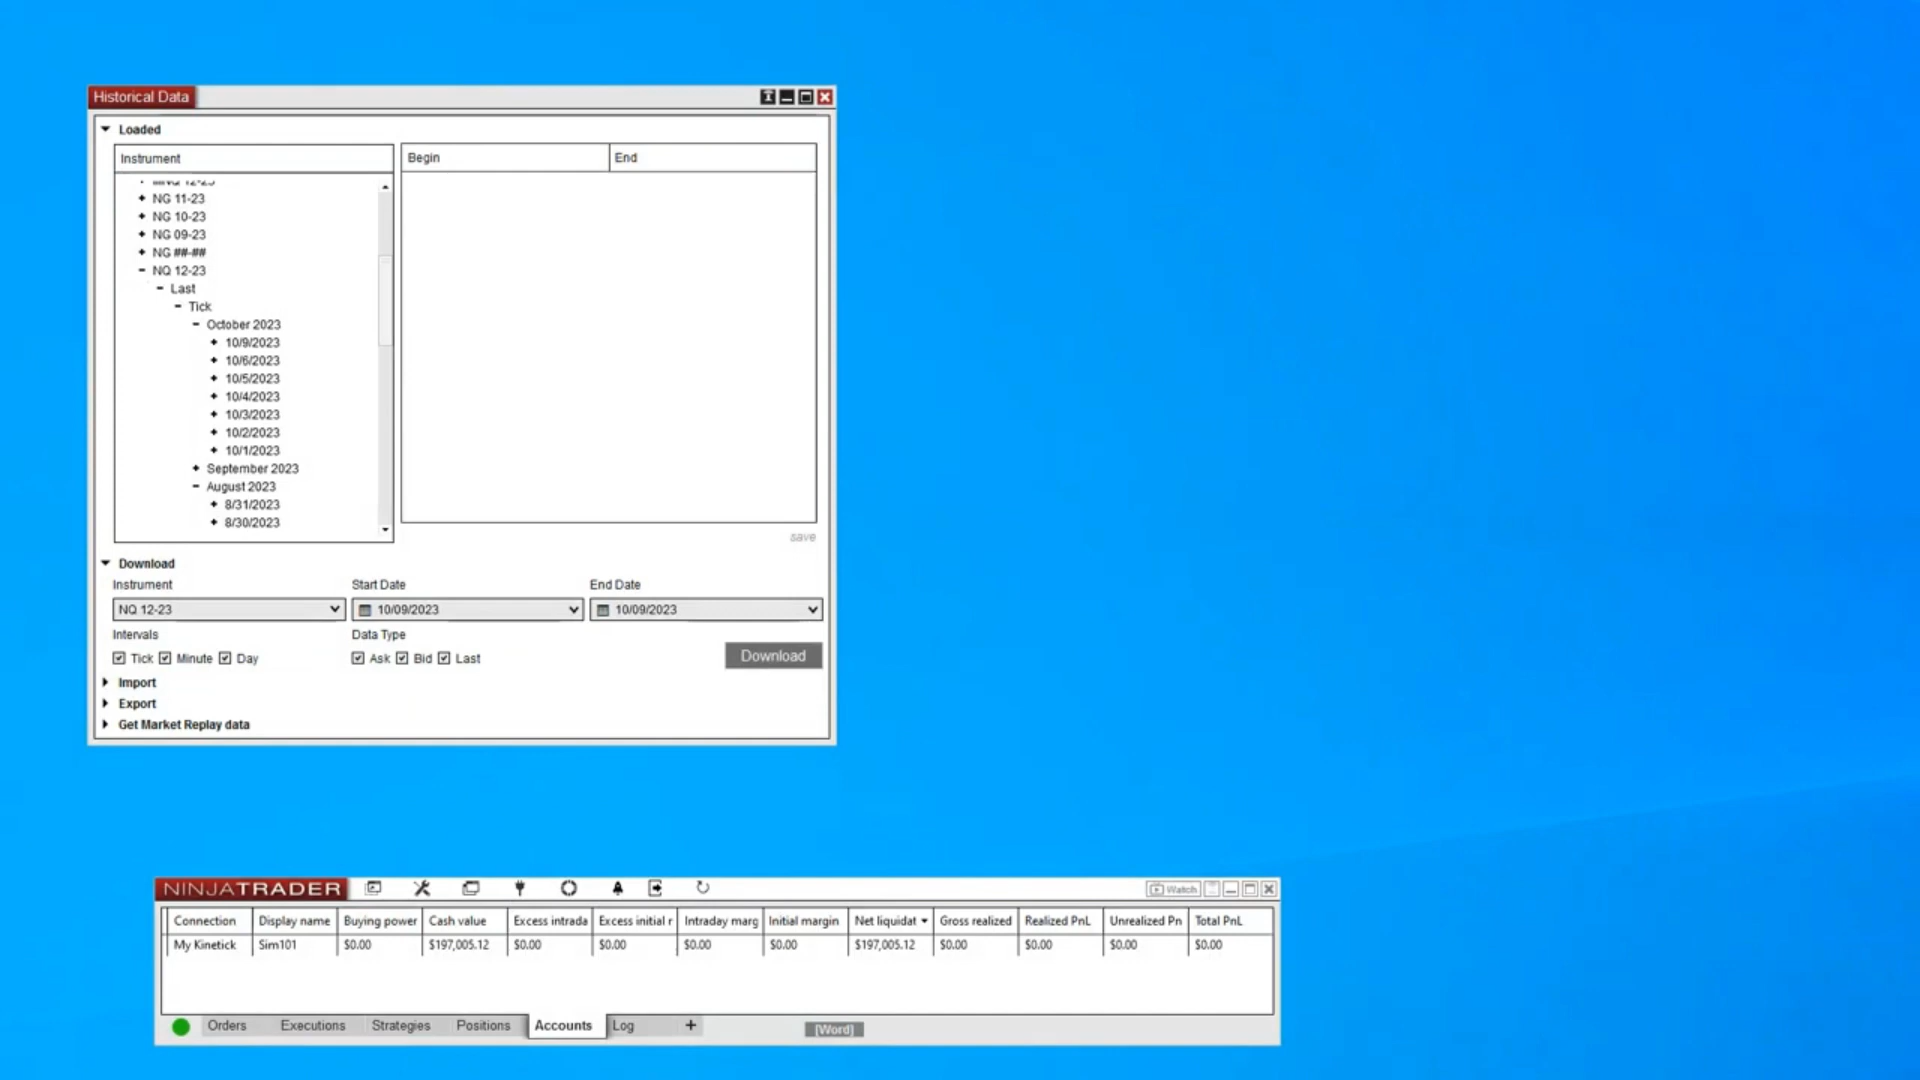 Historical Data
Loaded
Instrument
Begin
End
NG 11-23
NG 10-23
NG 09-23
NG ##-##
NQ 12-23
Last
Tick
October 2023
10/9/2023
10/6/2023
10/5/2023
10/4/2023
10/3/2023
10/2/2023
10/1/2023
September 2023
August 2023
8/31/2023
8/30/2023
save
Download
Instrument Start Date End Date
NQ 12-23 10/09/2023 10/09/2023
Intervals Data Type
Tick Minute Day Ask Bid Last Download
Import
Export
Get Market Replay data
NINJATRADER Watch
Connection Display name Buying power Cash value Excess intrada Excess initial r Intraday marg Initial margin Net liquidat Gross realized Realized PnL Unrealized Pn Total PnL
My Kinetick Sim101 $0.00 $197,005.12 $0.00 $0.00 $0.00 $0.00 $197,005.12 $0.00 $0.00 $0.00 $0.00
Orders Executions Strategies Positions Accounts Log +
[Word]